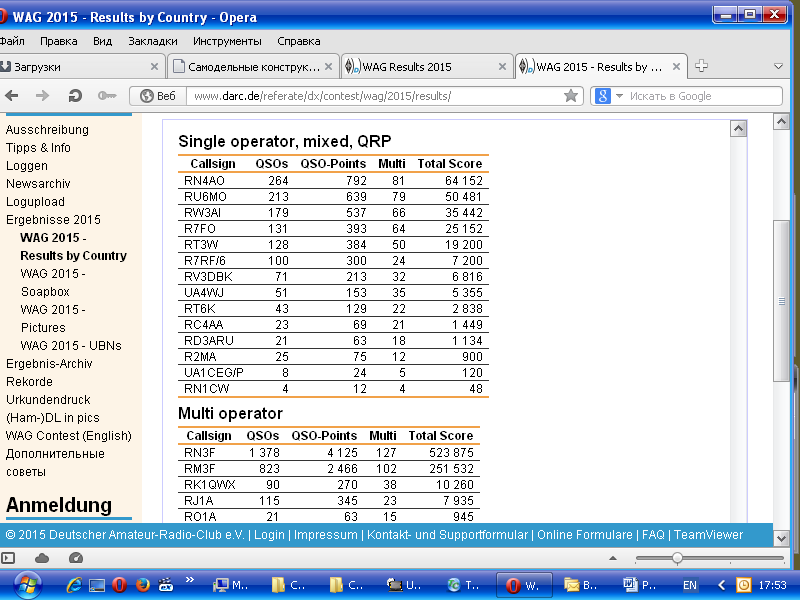 WAG 2015 - Results by Country - Opera
Файл Правка Вид Закладки Инструменты Справка
Загрузки
Самодельные конструк...
WAG Results 2015
WAG 2015 - Results by ...
Веб
www.darc.de/referate/dx/contest/wag/2015/results/
Искать в Google
Ausschreibung
Tipps & Info
Loggen
Newsarchiv
Logupload
Ergebnisse 2015
WAG 2015 -
Results by Country
WAG 2015 -
Soapbox
WAG 2015 -
Pictures
WAG 2015 - UBNs
Ergebnis-Archiv
Rekorde
Urkundendruck
(Ham-)DL in pics
WAG Contest (English)
Дополнительные
советы
Anmeldung
Single operator, mixed, QRP
Callsign QSOs QSO-Points Multi Total Score
RN4AO 264 792 81 64 152
RU6MO 213 639 79 50 481
RW3AI 179 537 66 35 442
R7FO 131 393 64 25 152
RT3W 128 384 50 19 200
R7RF/6 100 300 24 7 200
RV3DBK 71 213 32 6 816
UA4WJ 51 153 35 5 355
RT6K 43 129 22 2 838
RC4AA 23 69 21 1 449
RD3ARU 21 63 18 1 134
R2MA 25 75 12 900
UA1CEG/P 8 24 5 120
RN1CW 4 12 4 48
Multi operator
Callsign QSOs QSO-Points Multi Total Score
RN3F 1 378 4 125 127 523 875
RM3F 823 2 466 102 251 532
RK1QWX 90 270 38 10 260
RJ1A 115 345 23 7 935
RO1A 21 63 15 945
© 2015 Deutscher Amateur-Radio-Club e.V. | Login | Impressum | Kontakt- und Supportformular | Online Formulare | FAQ | TeamViewer
M.. C.. C.. U.. T.. W.. B.. P.. EN 17:53